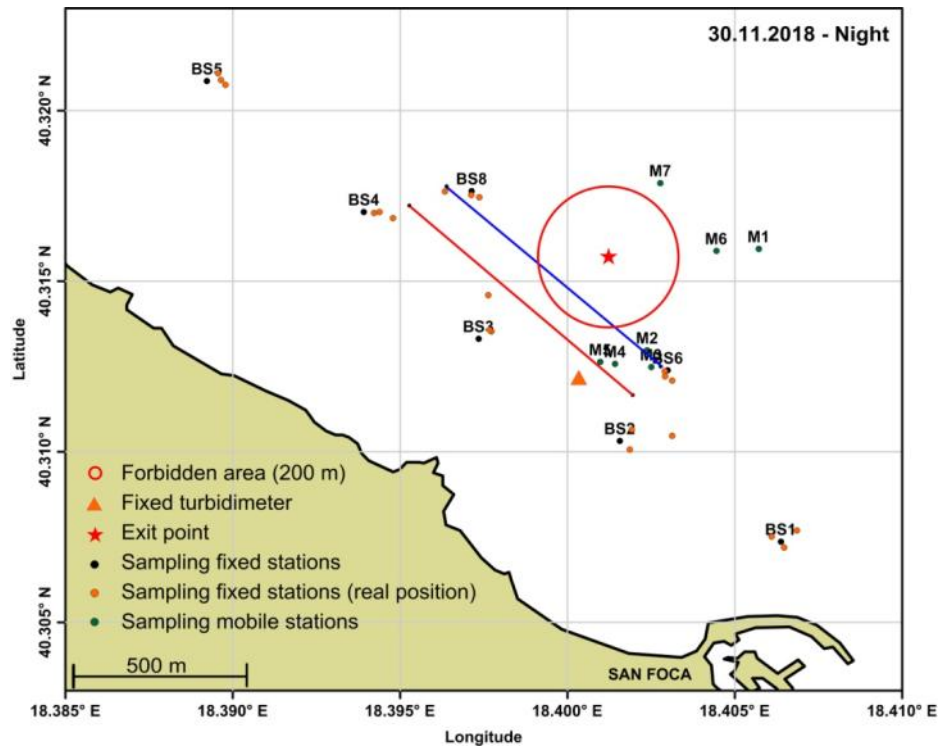 30.11.2018 - Night
BS5
40.320° N
M7
BS8
BS4
M6 M1
40.315° N
Latitude
BS3
M2
M5 M4 M3 BS6
BS2
40.310° N
Forbidden area (200 m)
Fixed turbidimeter
Exit point
BS1
Sampling fixed stations
Sampling fixed stations (real position)
Sampling mobile stations
40.305° N
500 m
SAN FOCA
18.385° E 18.390° E 18.395° E 18.400° E 18.405° E 18.410° E
Longitude